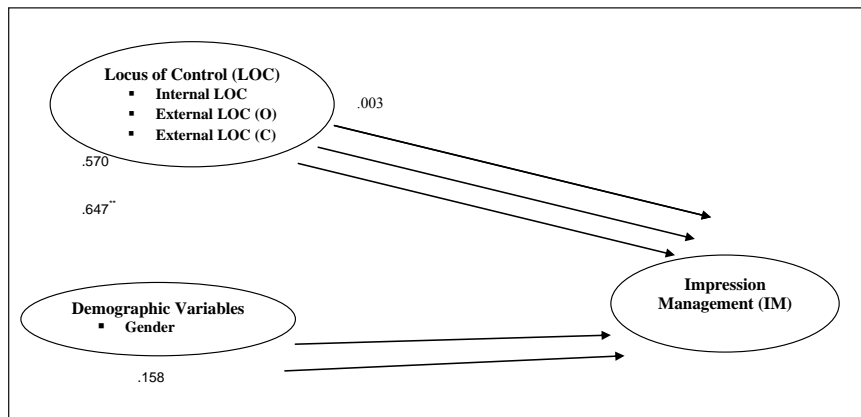 Locus of Control (LOC)
▪ Internal LOC
▪ External LOC (O)
▪ External LOC (C)
.003
.570
.647**
Demographic Variables
▪ Gender
.158
Impression
Management (IM)